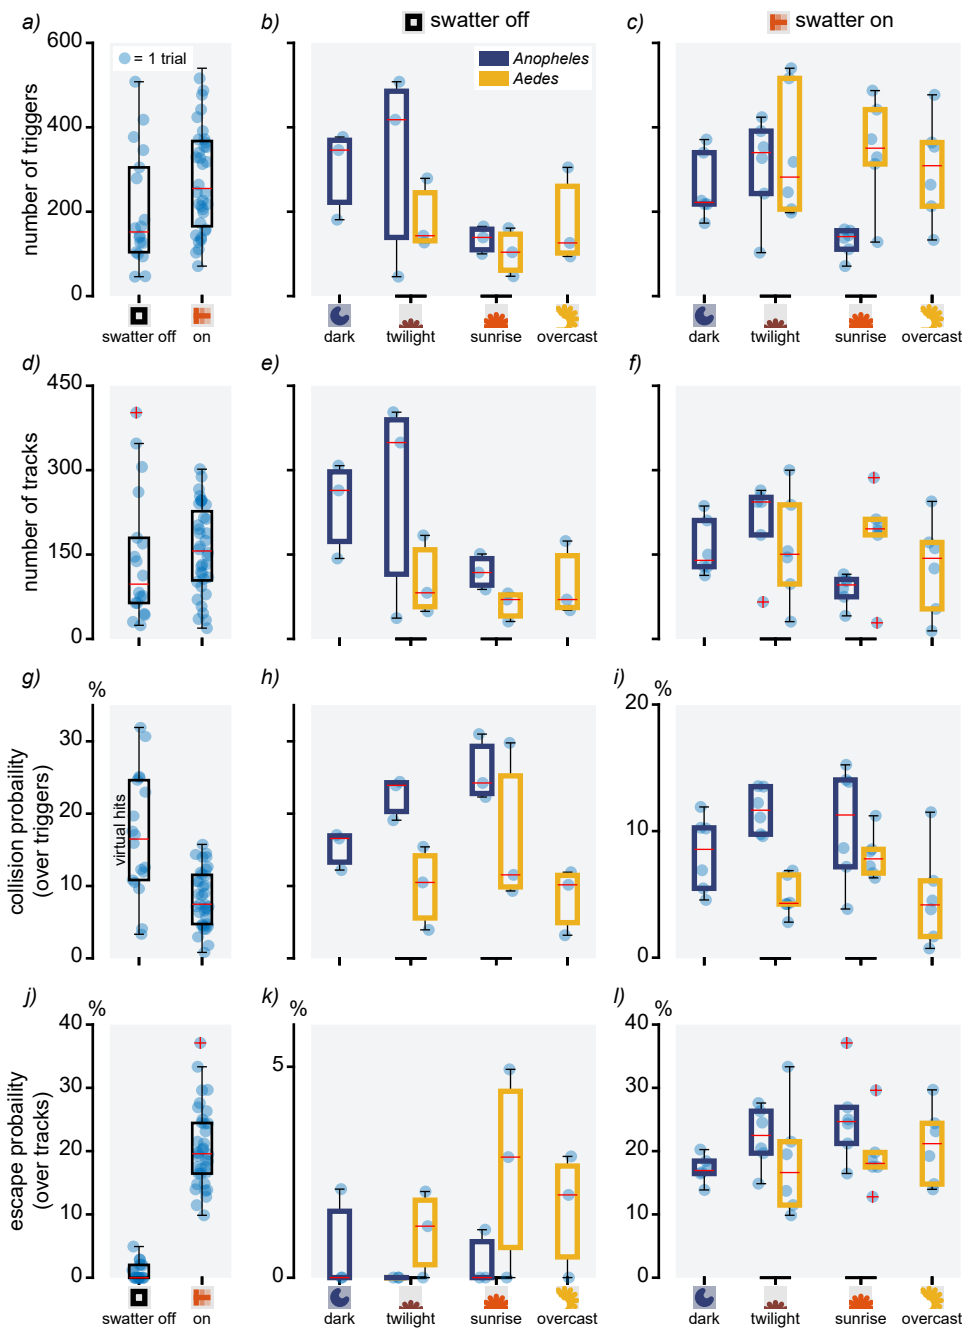 swatter off
swatter on
a)
b)
c)
600
400
200
0
number of triggers
= 1 trial
Anopheles
Aedes
swatter off
on
dark
twilight
sunrise
overcast
dark
twilight
sunrise
overcast
d)
e)
f)
450
300
150
0
number of tracks
g)
h)
i)
%
30
20
10
0
collision probaility
(over triggers)
virtual hits
%
20
10
0
j)
k)
l)
%
40
30
20
10
0
escape probaility
(over tracks)
%
5
0
%
40
30
20
10
0
swatter off
on
dark
twilight
sunrise
overcast
dark
twilight
sunrise
overcast